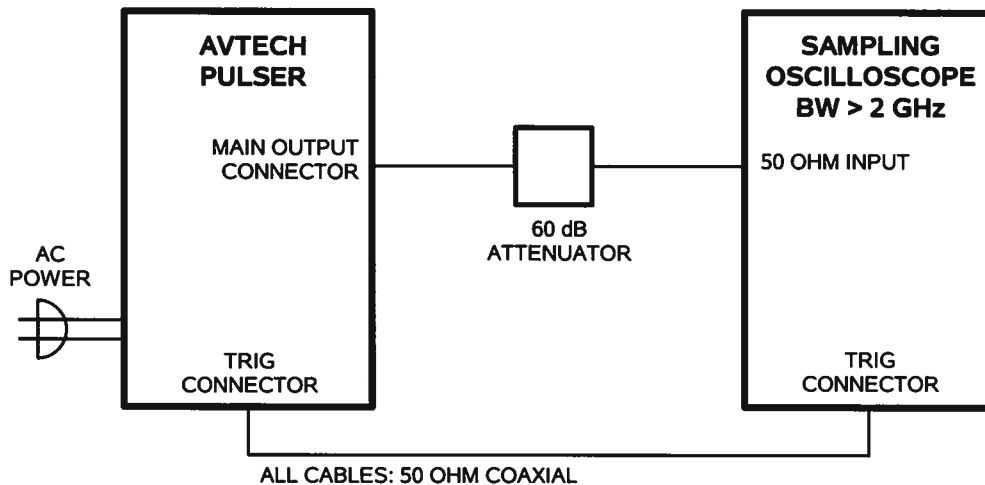 AVTECH
PULSER
MAIN OUTPUT
CONNECTOR
TRIG
CONNECTOR
AC
POWER
60 dB
ATTENUATOR
SAMPLING
OSCILLOSCOPE
BW > 2 GHz
50 OHM INPUT
TRIG
CONNECTOR
ALL CABLES: 50 OHM COAXIAL